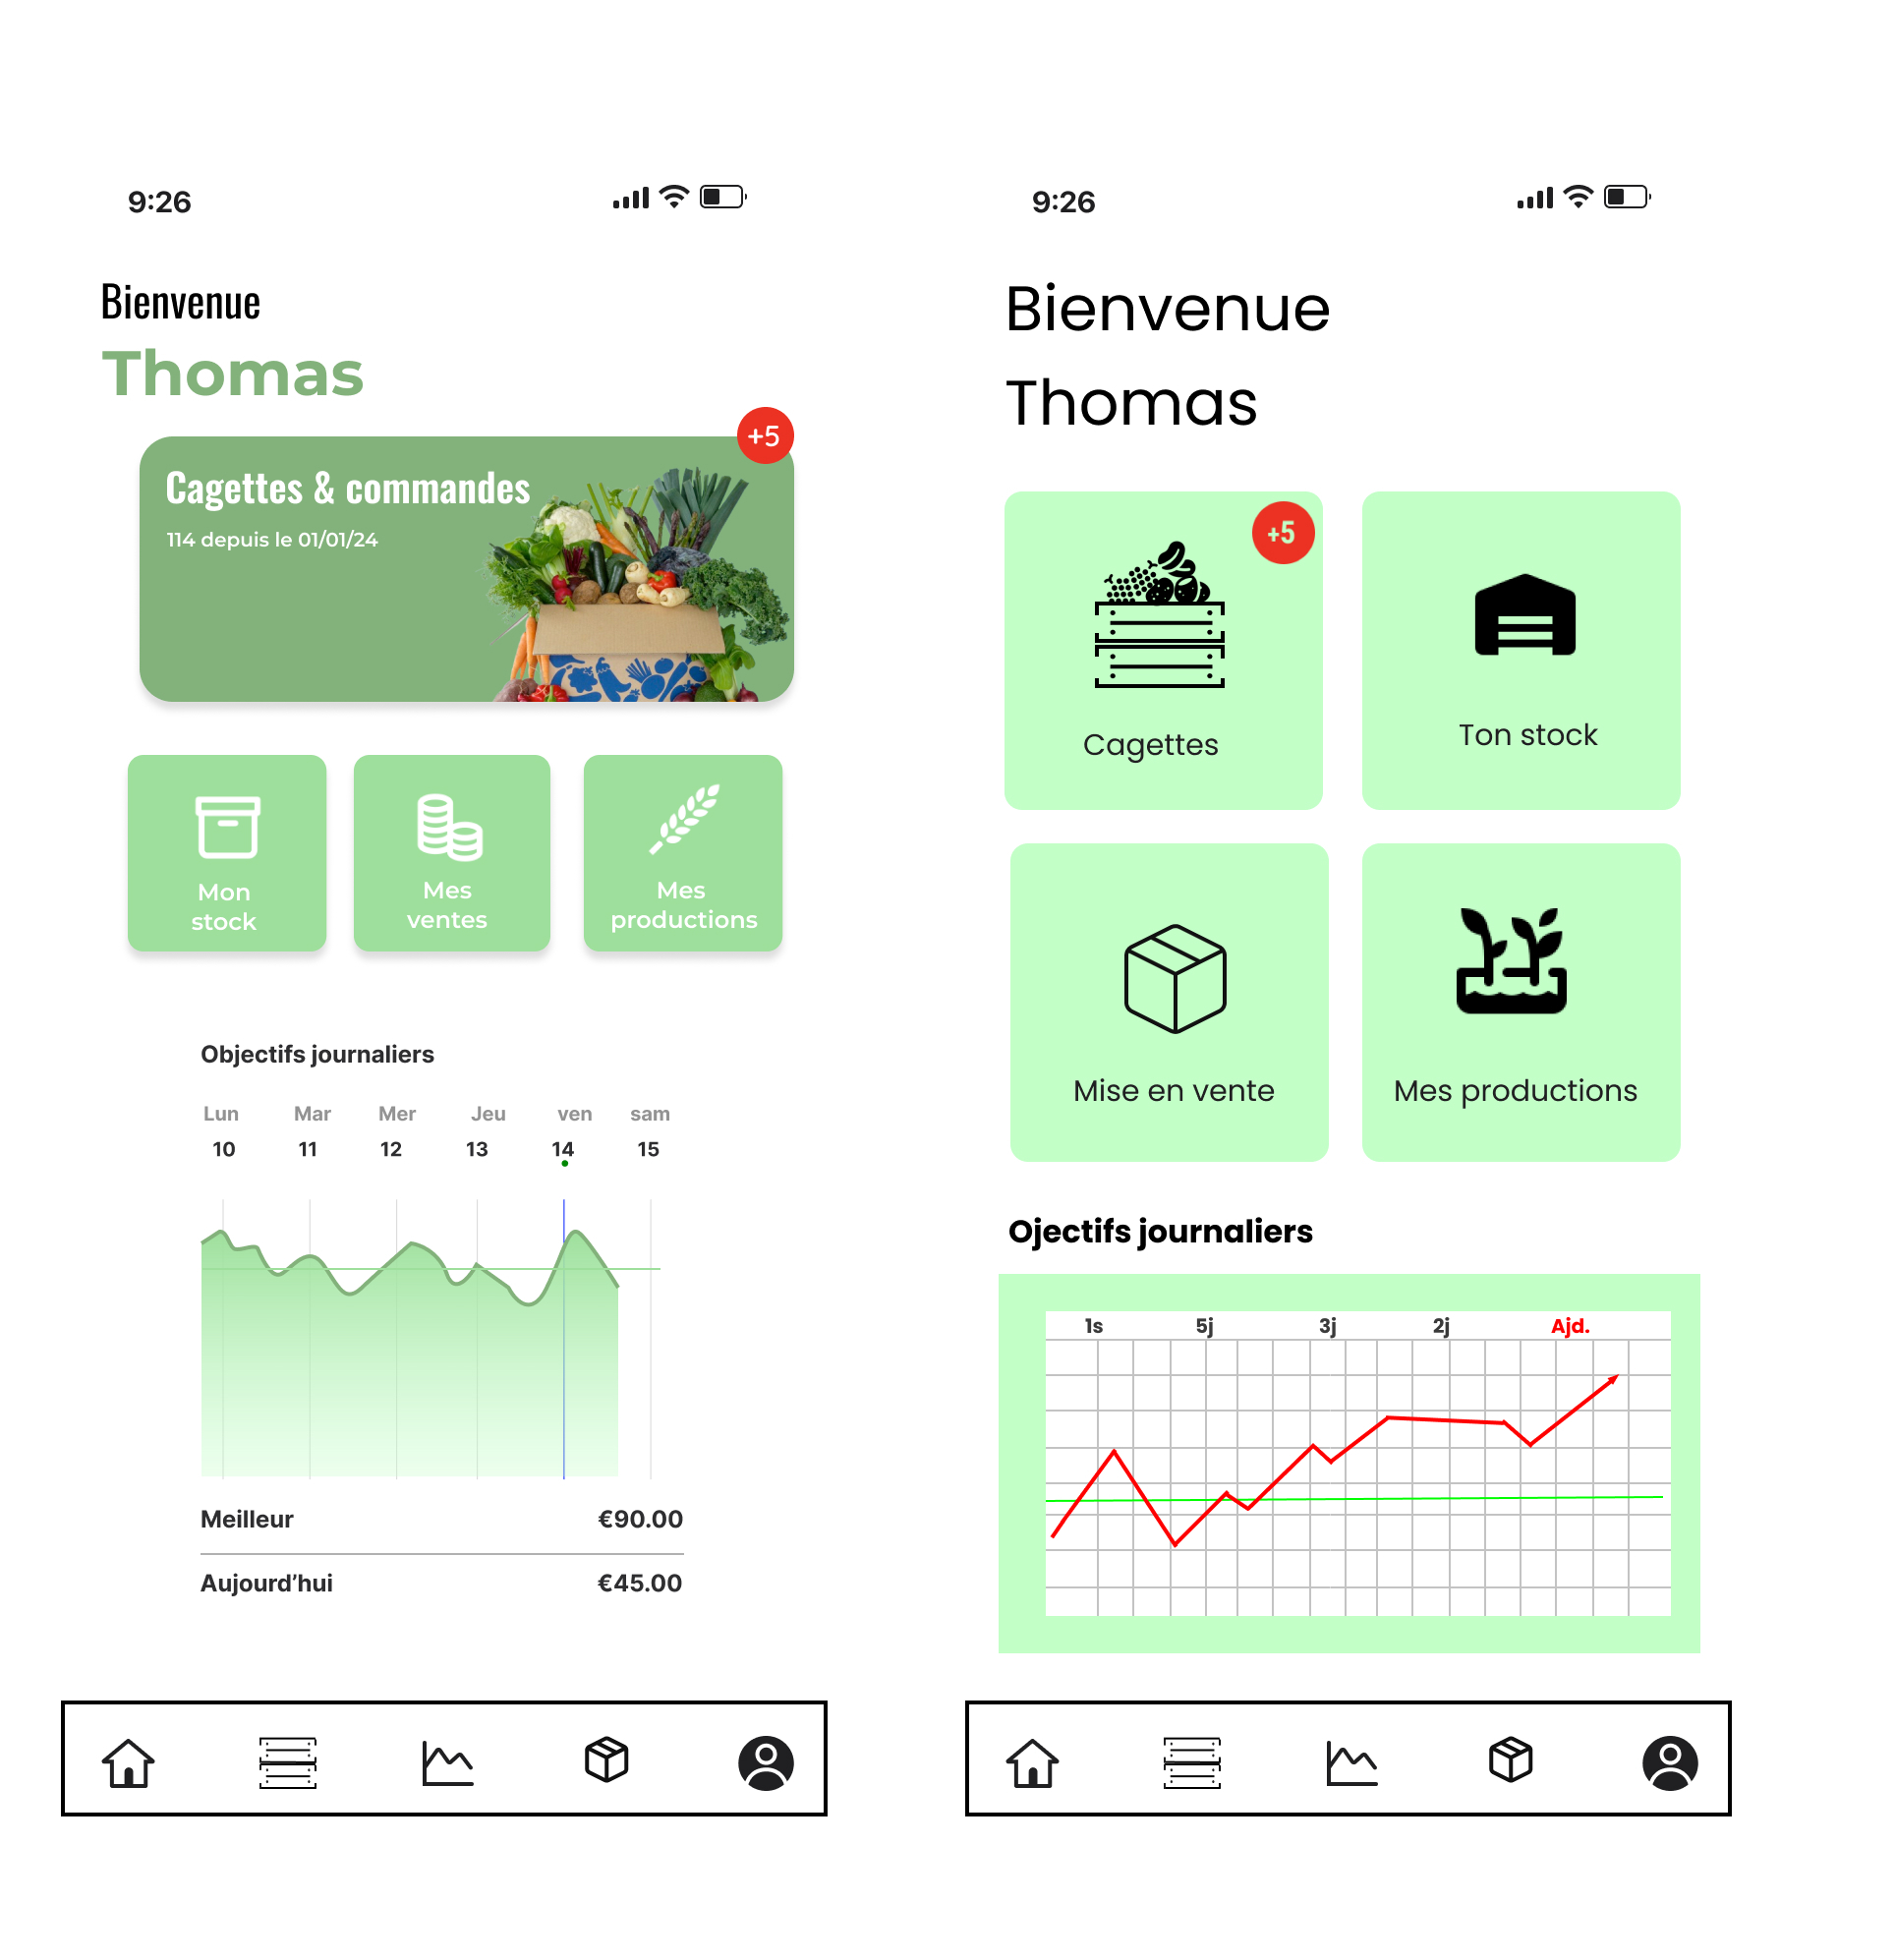 9:26
Bienvenue
Thomas
+5
Cagettes & commandes
114 depuis le 01/01/24
Mon
stock
Mes
ventes
Mes
productions
Objectifs journaliers
Lun Mar Mer Jeu ven sam
10 11 12 13 14 15
Meilleur €90.00
Aujourd’hui €45.00
9:26
Bienvenue
Thomas
+5
Cagettes
Ton stock
Mise en vente
Mes productions
Ojectifs journaliers
1s 5j 3j 2j Ajd.